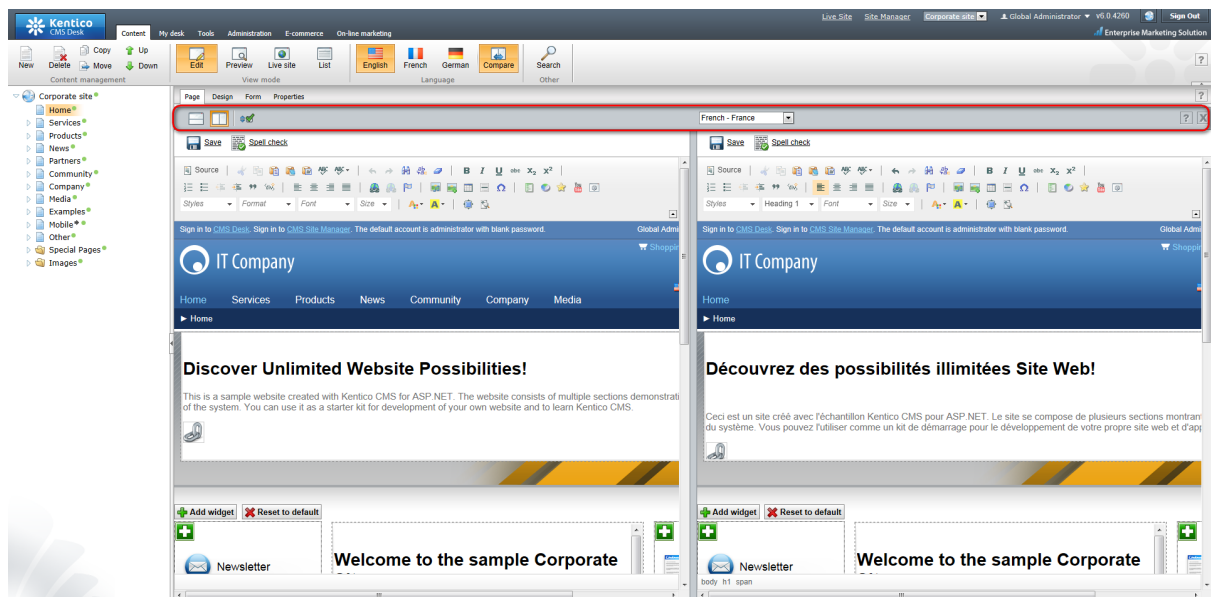 Kentico
CMS Desk
Content My desk Tools Administration E-commerce On-line marketing
Live Site Site Manager Corporate site Global Administrator v6.0.4260 Sign Out
Enterprise Marketing Solution
New Delete Copy Move Up Down
Content management
Edit Preview Live site List
View mode
English French German Compare
Language
Search
Other
?
Corporate site
Home
Services
Products
News
Partners
Community
Company
Media
Examples
Mobile
Other
Special Pages
Images
Page Design Form Properties ?
French - France ? X
Save Spell check
Source B I U abc X₂ X²
Styles Format Font Size A A
Sign in to CMS Desk. Sign in to CMS Site Manager. The default account is administrator with blank password. Global Admi
Shoppin
IT Company
Home Services Products News Community Company Media
► Home
Discover Unlimited Website Possibilities!
This is a sample website created with Kentico CMS for ASP.NET. The website consists of multiple sections demonstrati
of the system. You can use it as a starter kit for development of your own website and to learn Kentico CMS.
Add widget Reset to default
Newsletter
Welcome to the sample Corporate
Save Spell check
Source B I U abc X₂ X²
Styles Heading 1 Font Size A A
Sign in to CMS Desk. Sign in to CMS Site Manager. The default account is administrator with blank password. Global Admi
Shoppin
IT Company
Home
► Home
Découvrez des possibilités illimitées Site Web!
Ceci est un site créé avec l'échantillon Kentico CMS pour ASP.NET. Le site se compose de plusieurs sections montran
du système. Vous pouvez l'utiliser comme un kit de démarrage pour le développement de votre propre site web et d'app
Add widget Reset to default
Newsletter
Welcome to the sample Corporate
body h1 span